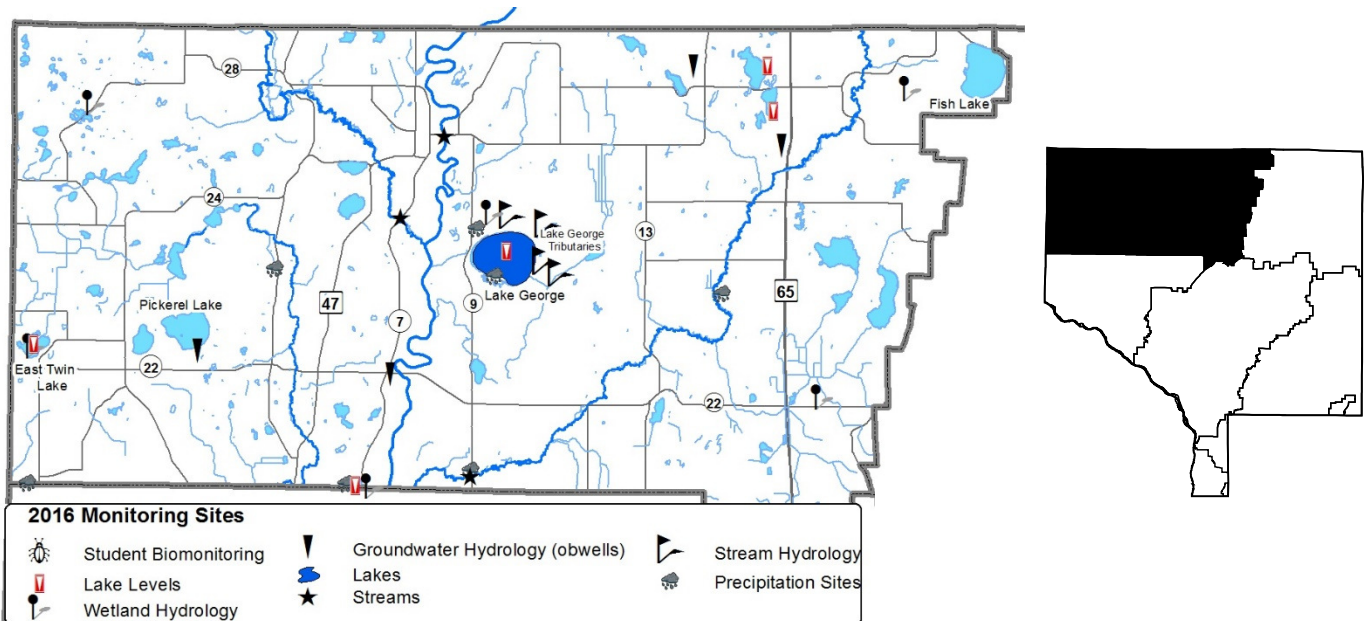 28
Fish Lake
24
Lake George
Tributaries
13
Pickerel Lake
47
9
Lake George
65
7
East Twin
Lake
22
22
2016 Monitoring Sites
Student Biomonitoring
Lake Levels
Wetland Hydrology
Groundwater Hydrology (obwells)
Lakes
Streams
Stream Hydrology
Precipitation Sites